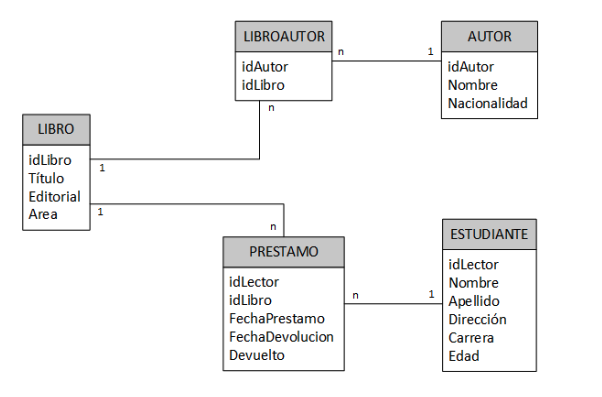 LIBROAUTOR
idAutor
idLibro
n
1
AUTOR
idAutor
Nombre
Nacionalidad
n
LIBRO
idLibro
Título
Editorial
Area
1
1
n
PRESTAMO
idLector
idLibro
FechaPrestamo
FechaDevolucion
Devuelto
n
1
ESTUDIANTE
idLector
Nombre
Apellido
Dirección
Carrera
Edad